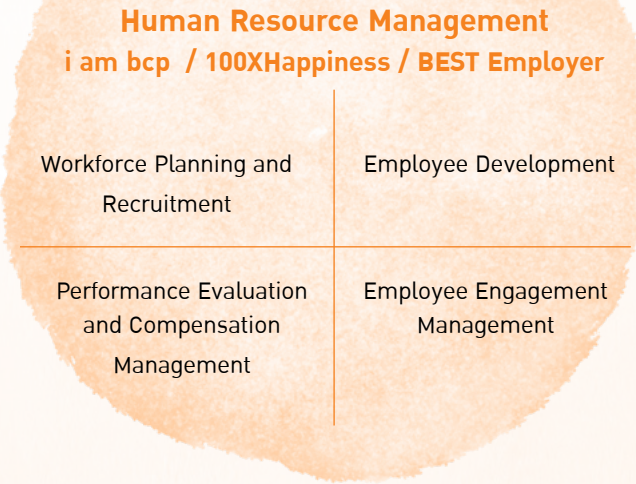 Human Resource Management
i am bcp / 100XHappiness / BEST Employer
Workforce Planning and
Recruitment
Employee Development
Performance Evaluation
and Compensation
Management
Employee Engagement
Management